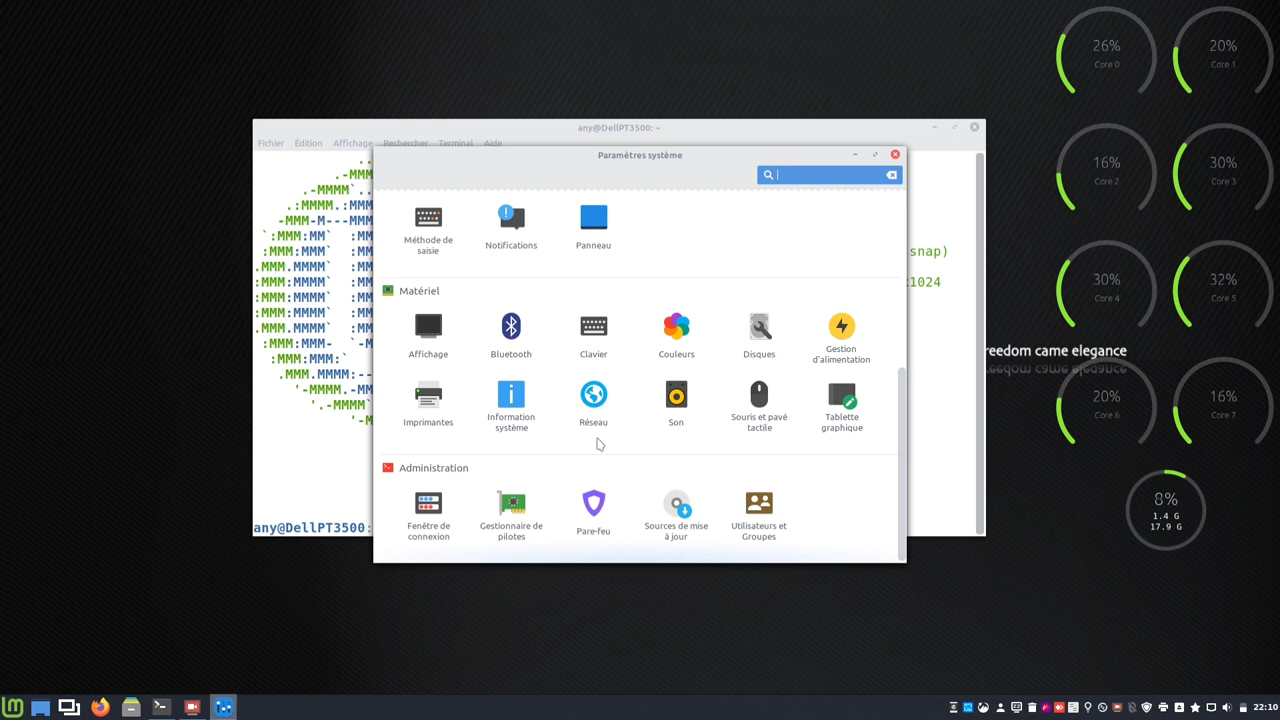 26%
Core 0
20%
Core 1
16%
Core 2
30%
Core 3
30%
Core 4
32%
Core 5
20%
Core 6
16%
Core 7
8%
1.4 G
17.9 G
reedom came elegance
any@DellPT3500: ~
Fichier Édition Affichage Rechercher Terminal Aide
snap)
1024
any@DellPT3500:
Paramètres système
Méthode de
saisie
Notifications
Panneau
Matériel
Affichage
Bluetooth
Clavier
Couleurs
Disques
Gestion
d'alimentation
Imprimantes
Information
système
Réseau
Son
Souris et pavé
tactile
Tablette
graphique
Administration
Fenêtre de
connexion
Gestionnaire de
pilotes
Pare-feu
Sources de mise
à jour
Utilisateurs et
Groupes
22:10